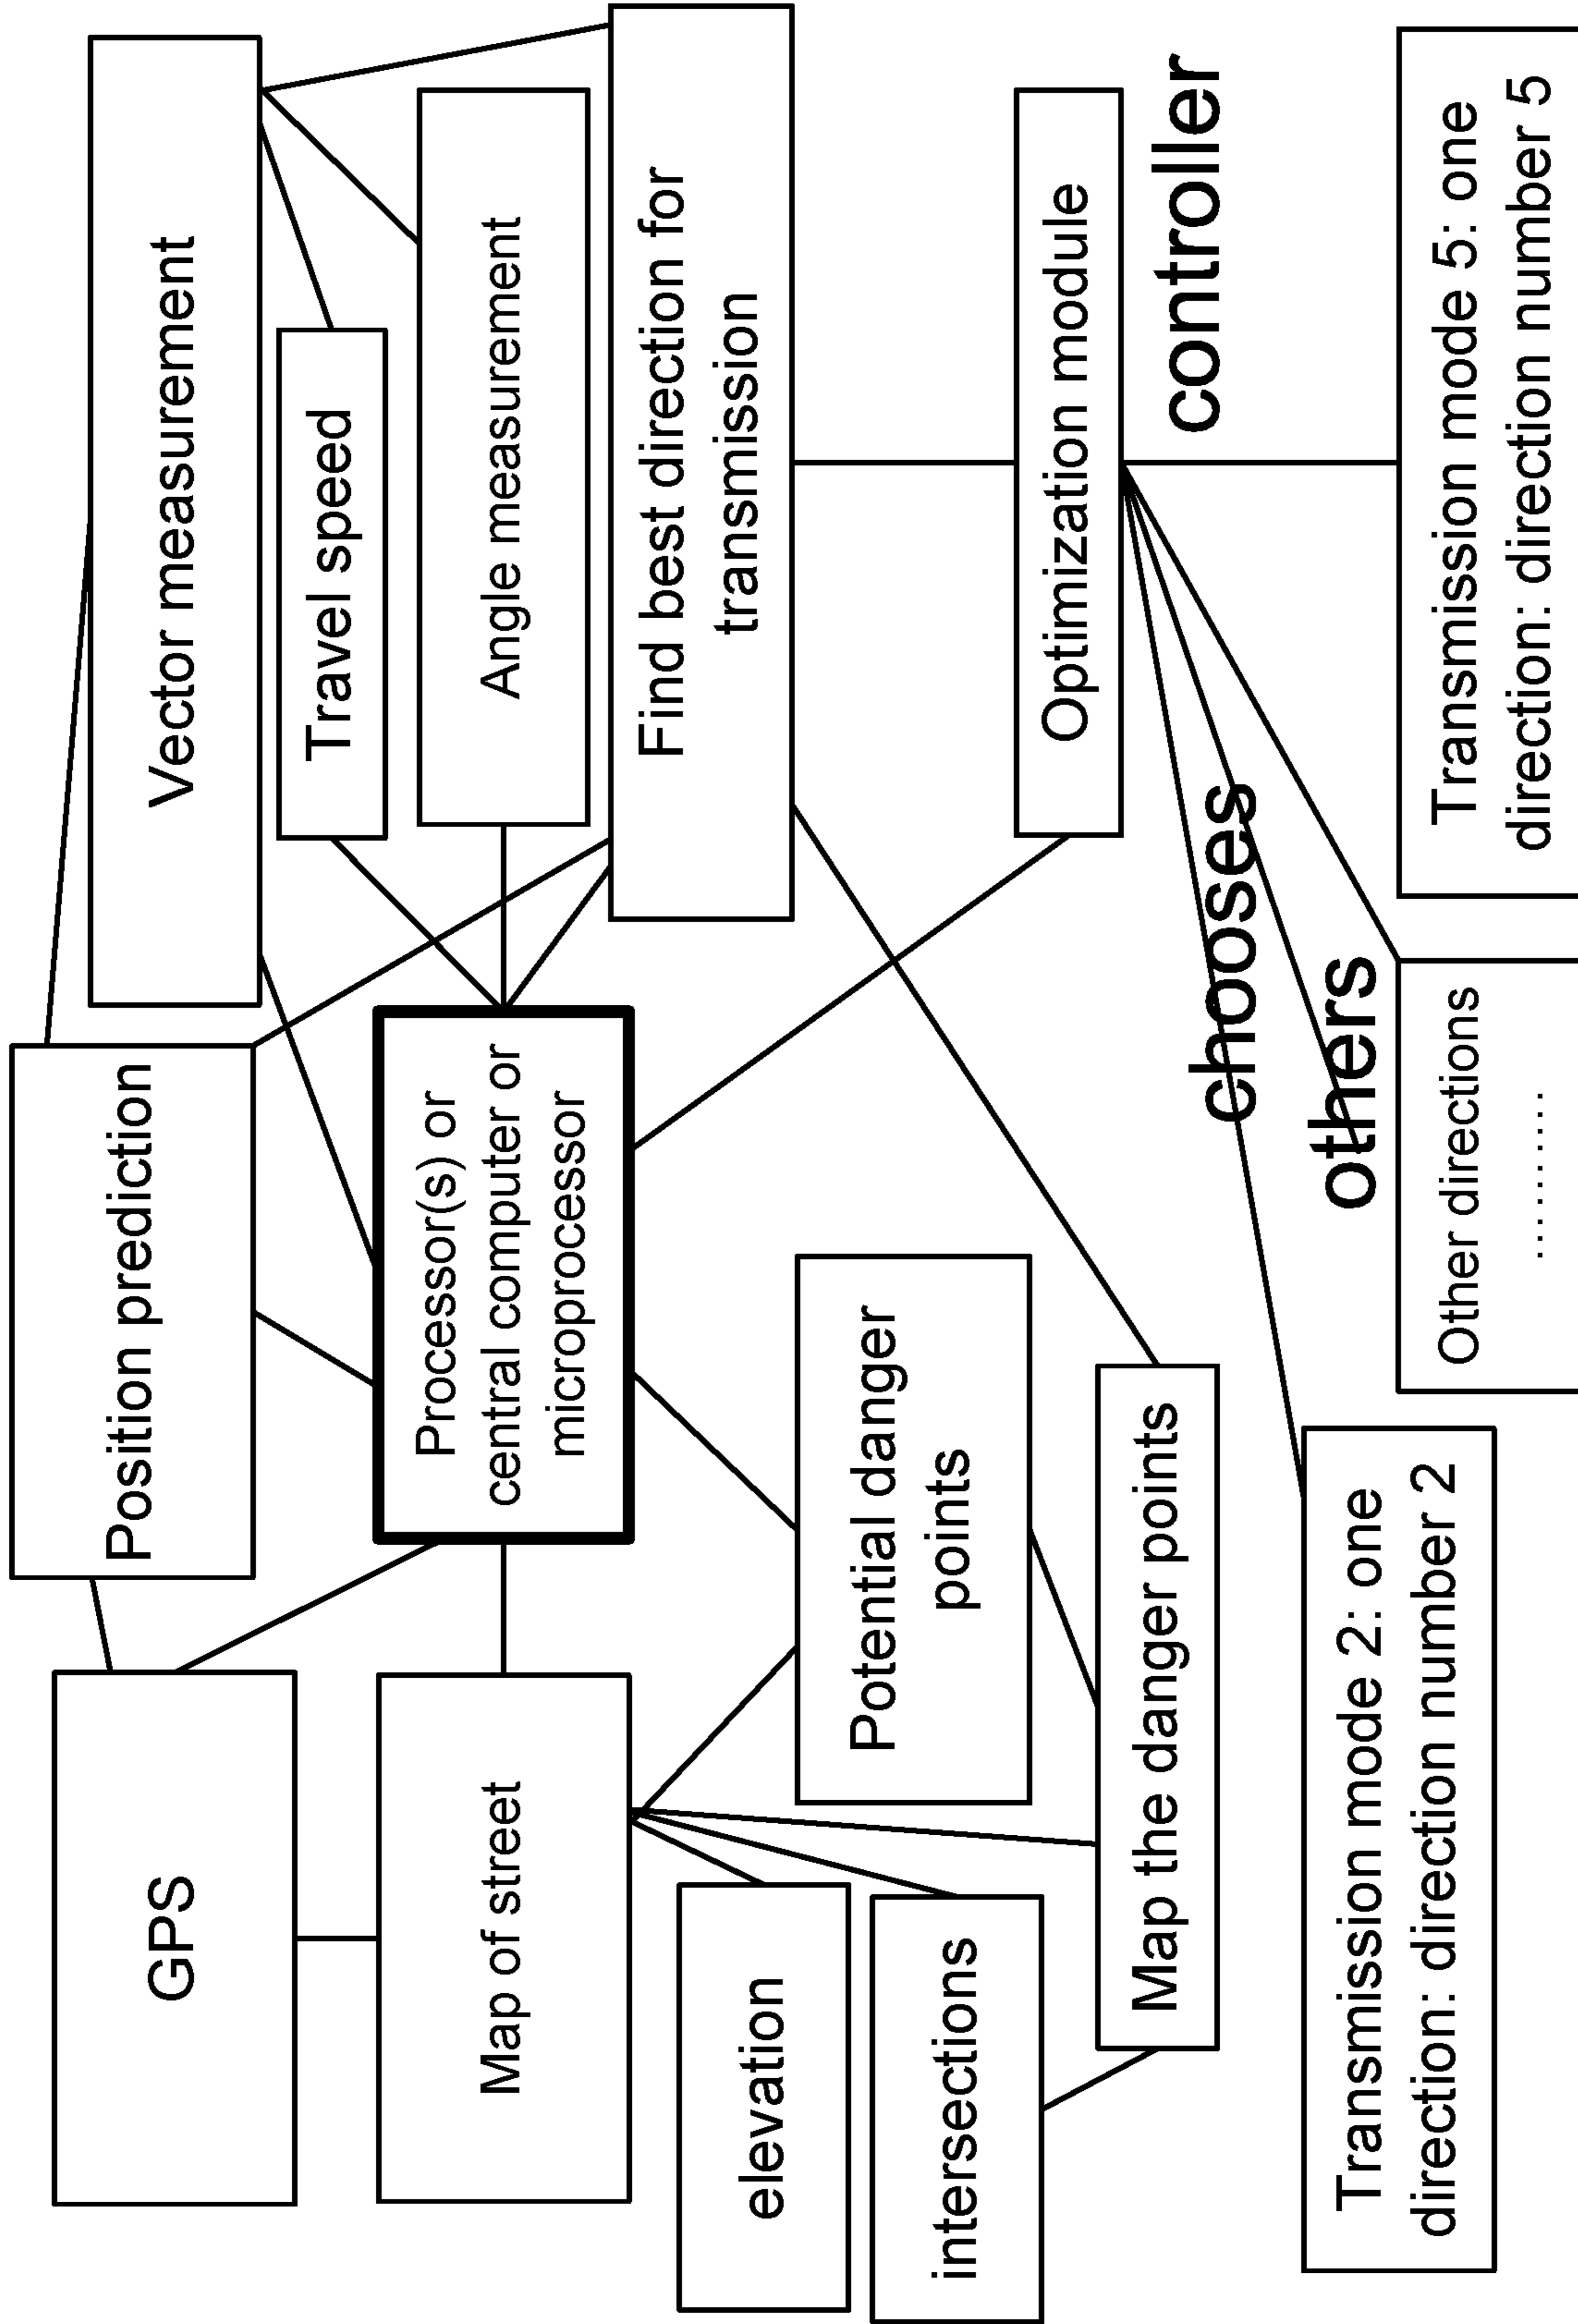 GPS
Position prediction
Vector measurement
Travel speed
Map of street
Processor(s) or
central computer or
microprocessor
Angle measurement
Find best direction for
transmission
elevation
intersections
Potential danger
points
Map the danger points
Optimization module
controller
chooses
others
Transmission mode 2: one
direction: direction number 2
Other directions
.........
Transmission mode 5: one
direction: direction number 5